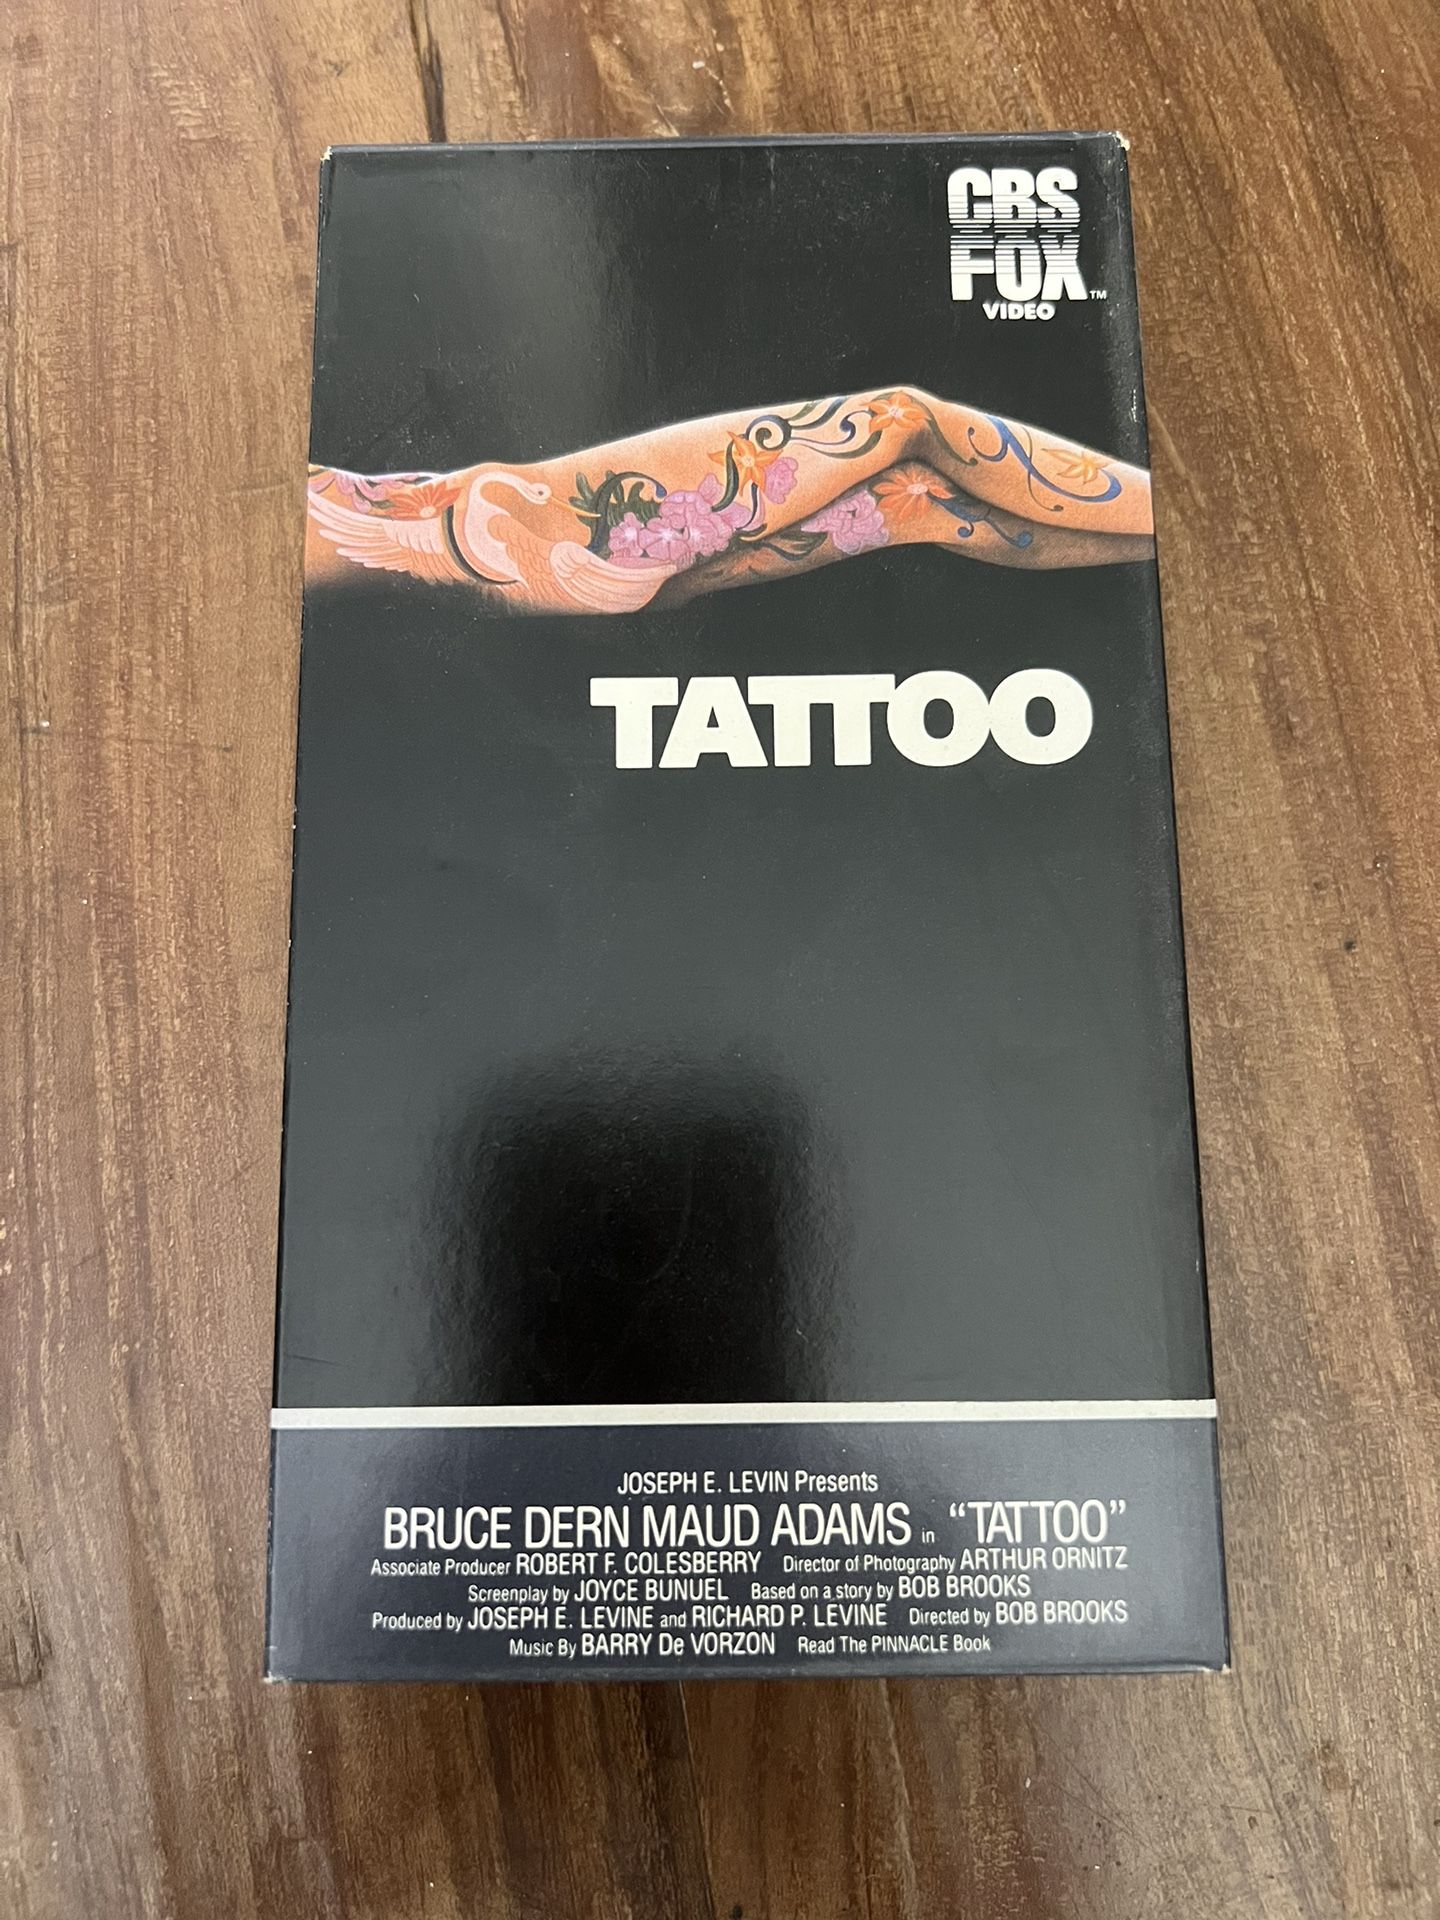 CBS
FOX™
VIDEO
TATTOO
JOSEPH E. LEVIN Presents
BRUCE DERN MAUD ADAMS in "TATTOO"
Associate Producer ROBERT F. COLESBERRY Director of Photography ARTHUR ORNITZ
Screenplay by JOYCE BUNUEL Based on a story by BOB BROOKS
Produced by JOSEPH E. LEVINE and RICHARD P. LEVINE Directed by BOB BROOKS
Music By BARRY De VORZON Read The PINNACLE Book